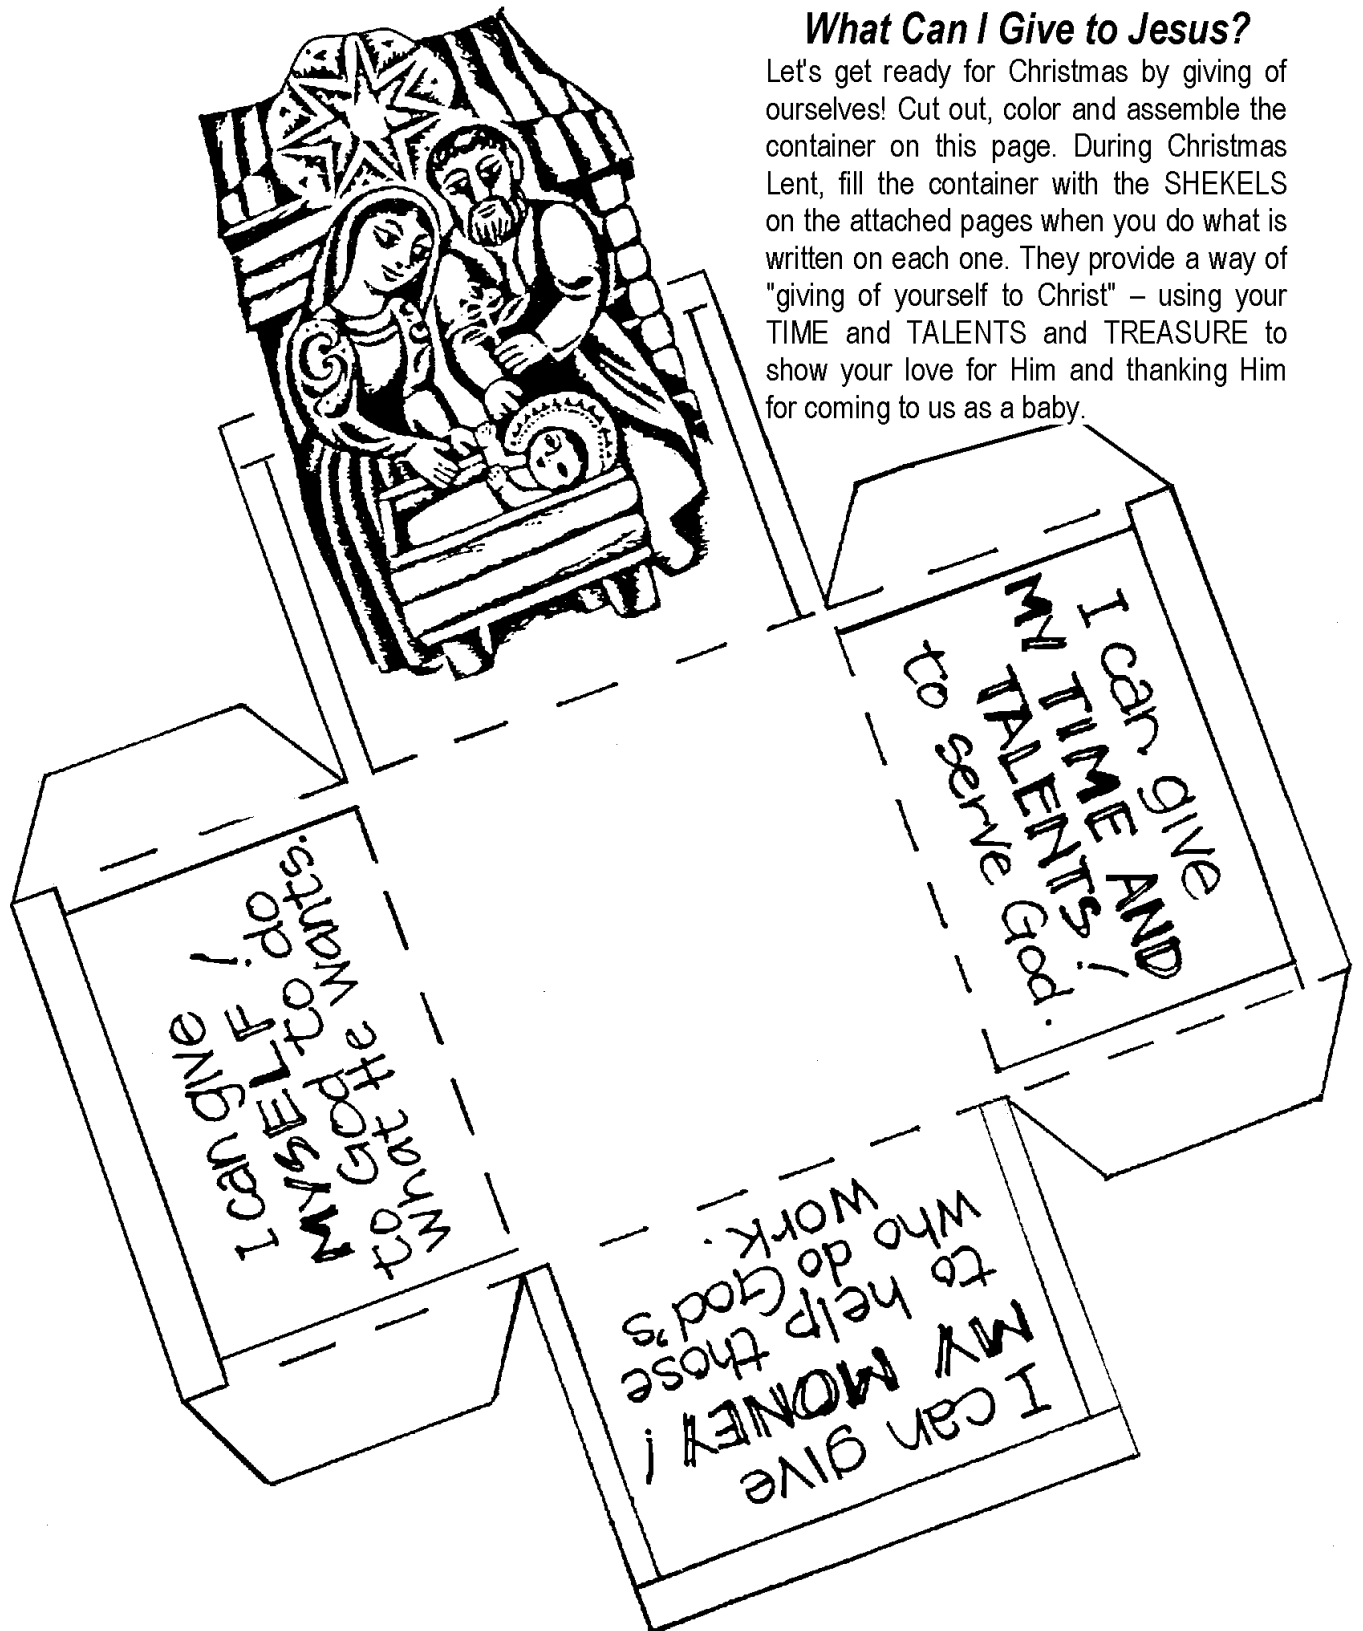 What Can I Give to Jesus?
Let's get ready for Christmas by giving of
ourselves! Cut out, color and assemble the
container on this page. During Christmas
Lent, fill the container with the SHEKELS
on the attached pages when you do what is
written on each one. They provide a way of
"giving of yourself to Christ" – using your
TIME and TALENTS and TREASURE to
show your love for Him and thanking Him
for coming to us as a baby.
I can give
MY TIME AND
TALENTS!
to serve God.
I can give
MYSELF !
to God to do
what He wants.
I can give
MY MONEY!
to help those
who do God's
work.